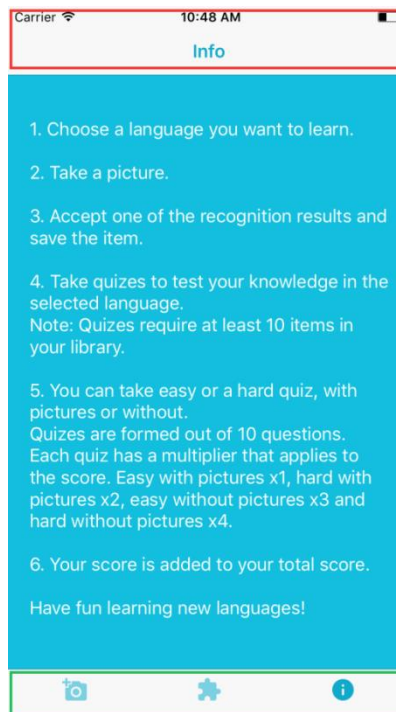 Carrier
10:48 AM
Info
1. Choose a language you want to learn.
2. Take a picture.
3. Accept one of the recognition results and
save the item.
4. Take quizes to test your knowledge in the
selected language.
Note: Quizes require at least 10 items in
your library.
5. You can take easy or a hard quiz, with
pictures or without.
Quizes are formed out of 10 questions.
Each quiz has a multiplier that applies to
the score. Easy with pictures x1, hard with
pictures x2, easy without pictures x3 and
hard without pictures x4.
6. Your score is added to your total score.
Have fun learning new languages!